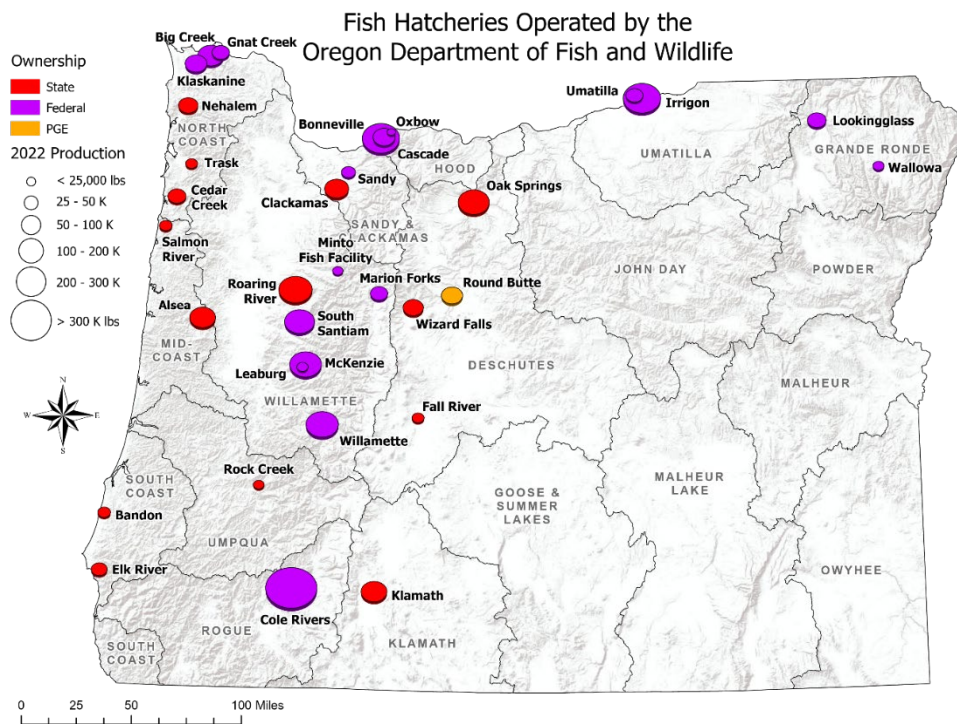 Fish Hatcheries Operated by the
Oregon Department of Fish and Wildlife
Ownership
State
Federal
PGE
2022 Production
< 25,000 lbs
25 - 50 K
50 - 100 K
100 - 200 K
200 - 300 K
> 300 K lbs
Big Creek
Gnat Creek
Klaskanine
Nehalem
NORTH
COAST
Trask
Cedar
Creek
Salmon
River
Alsea
MID-
COAST
Bonneville
Oxbow
Cascade
HOOD
Sandy
Clackamas
SANDY &
CLACKAMAS
Oak Springs
Umatilla
Irrigon
UMATILLA
Lookingglass
GRANDE RONDE
Wallowa
Minto
Fish Facility
Marion Forks
Round Butte
Roaring
River
South
Santiam
Wizard Falls
JOHN DAY
POWDER
McKenzie
Leaburg
DESCHUTES
MALHEUR
WILLAMETTE
Willamette
Fall River
Rock Creek
SOUTH
COAST
Bandon
UMPQUA
GOOSE &
SUMMER
LAKES
MALHEUR
LAKE
Elk River
Cole Rivers
Klamath
OWYHEE
ROGUE
KLAMATH
SOUTH
COAST
N
W
E
S
0 25 50 100 Miles